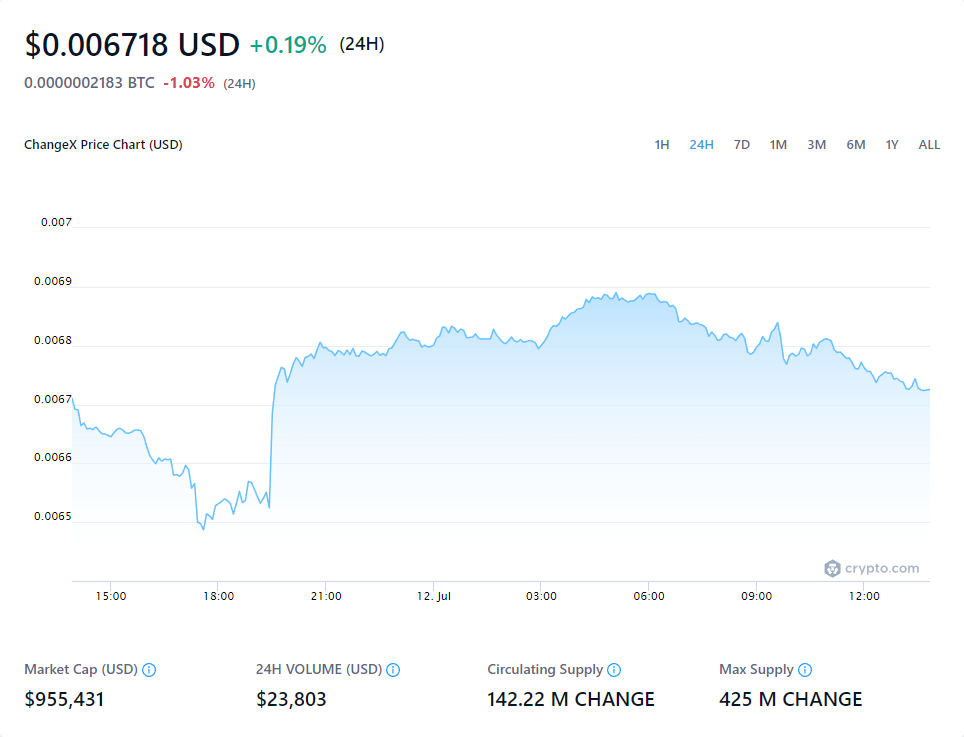 $0.006718 USD +0.19% (24H)
0.0000002183 BTC -1.03% (24H)
ChangeX Price Chart (USD)
1H 24H 7D 1M 3M 6M 1Y ALL
0.007
0.0069
0.0068
0.0067
0.0066
0.0065
crypto.com
15:00 18:00 21:00 12. Jul 03:00 06:00 09:00 12:00
Market Cap (USD) 24H VOLUME (USD) Circulating Supply Max Supply
$955,431 $23,803 142.22 M CHANGE 425 M CHANGE